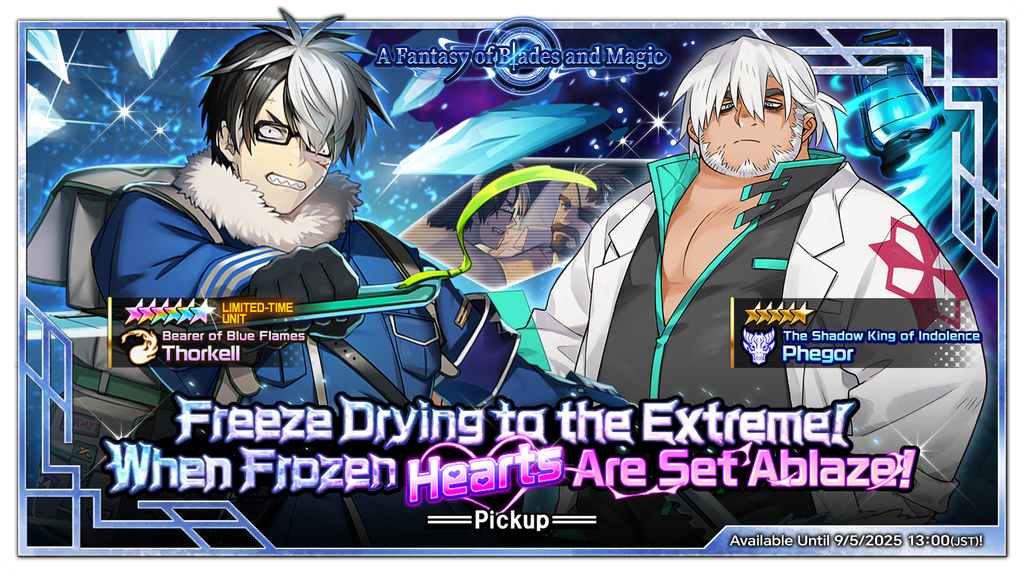 A Fantasy of Blades and Magic
LIMITED-TIME
UNIT
Bearer of Blue Flames
Thorkell
The Shadow King of Indolence
Phegor
Freeze Drying to the Extreme!
When Frozen Hearts Are Set Ablaze!
Pickup
Available Until 9/5/2025 13:00(JST)!